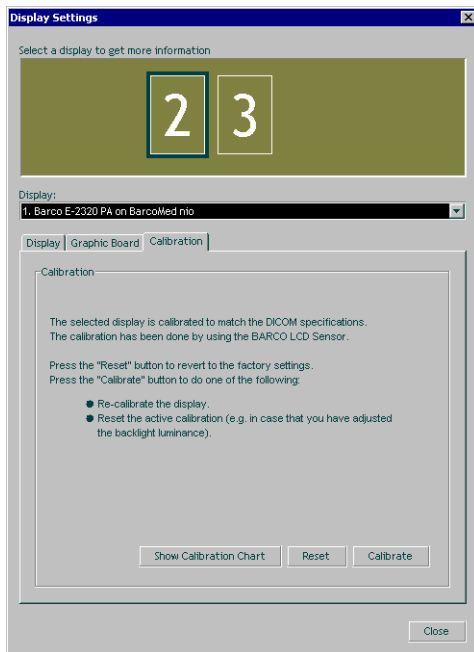 Display Settings
Select a display to get more information
2 3
Display:
1. Barco E-2320 PA on BarcoMed nio
Display Graphic Board Calibration
Calibration
The selected display is calibrated to match the DICOM specifications.
The calibration has been done by using the BARCO LCD Sensor.
Press the "Reset" button to revert to the factory settings.
Press the "Calibrate" button to do one of the following:
● Re-calibrate the display.
● Reset the active calibration (e.g. in case that you have adjusted
the backlight luminance).
Show Calibration Chart Reset Calibrate
Close